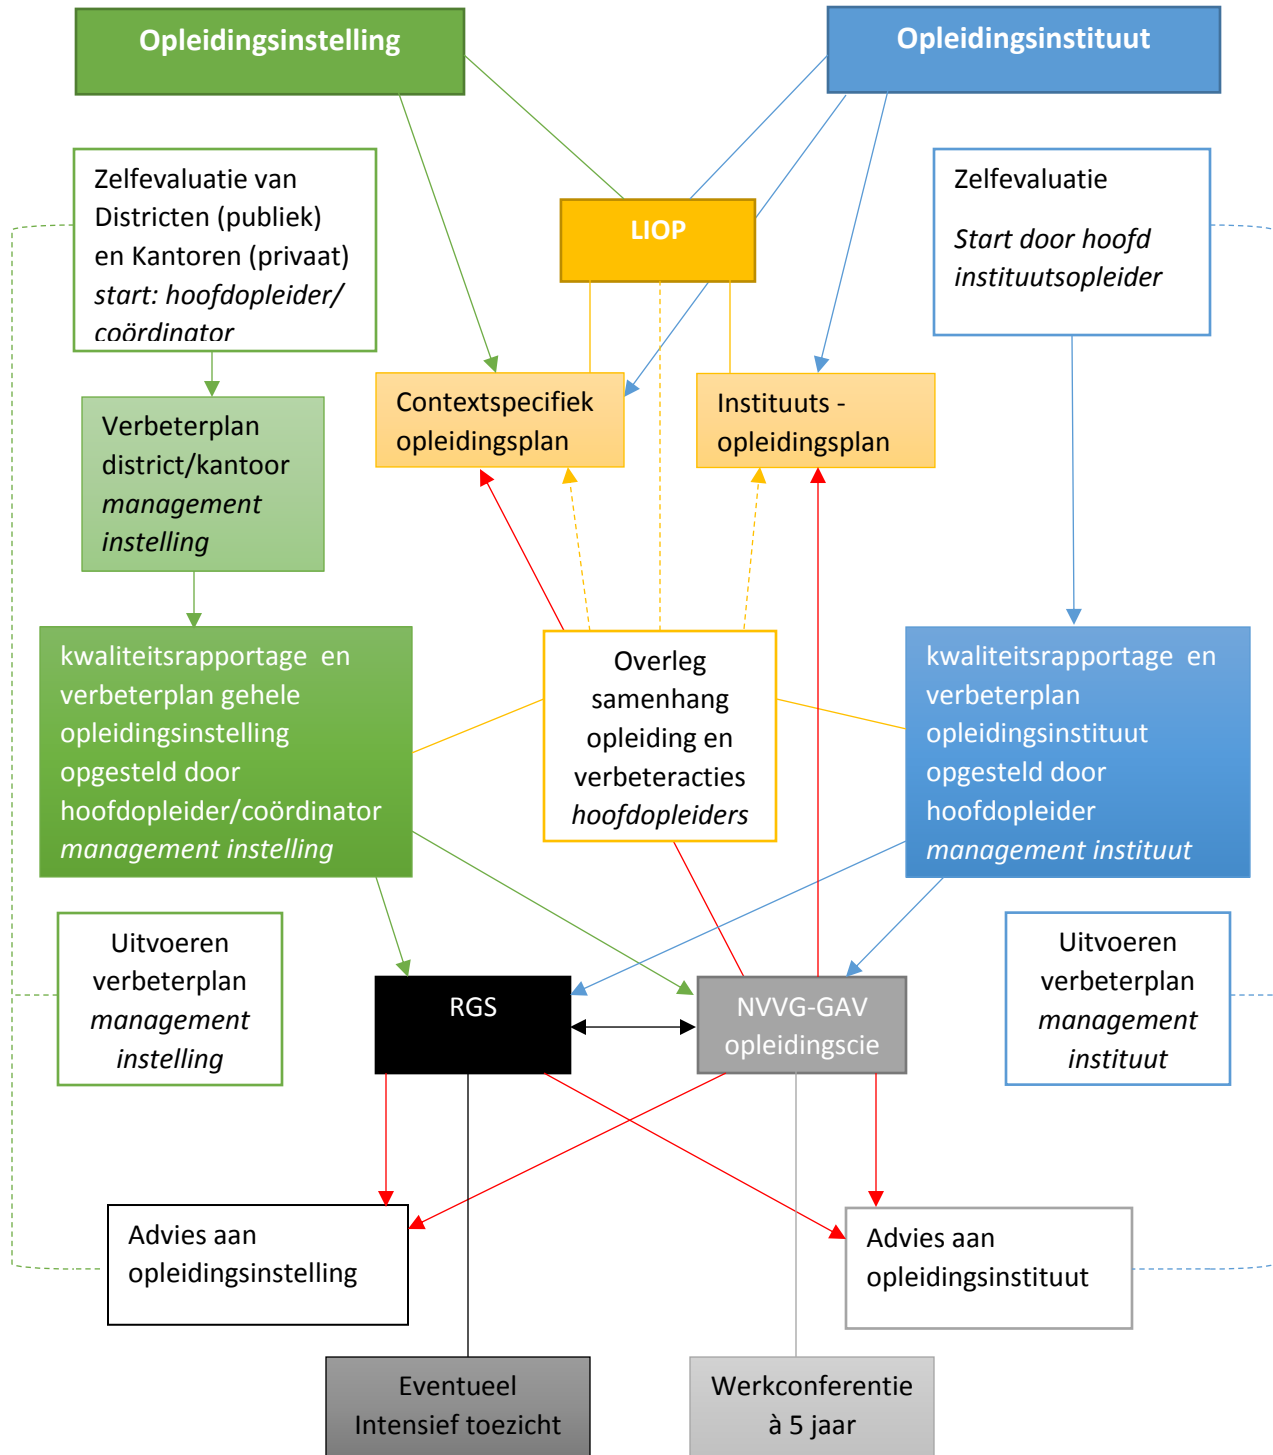 Opleidingsinstelling
Opleidingsinstituut
Zelfevaluatie van
Districten (publiek)
en Kantoren (privaat)
start: hoofdopleider/
coördinator
LIOP
Zelfevaluatie
Start door hoofd
instituutsopleider
Verbeterplan
district/kantoor
management
instelling
Contextspecifiek
opleidingsplan
Instituuts -
opleidingsplan
kwaliteitsrapportage en
verbeterplan gehele
opleidingsinstelling
opgesteld door
hoofdopleider/coördinator
management instelling
Overleg
samenhang
opleiding en
verbeteracties
hoofdopleiders
kwaliteitsrapportage en
verbeterplan
opleidingsinstituut
opgesteld door
hoofdopleider
management instituut
Uitvoeren
verbeterplan
management
instelling
RGS
NVVG-GAV
opleidingscie
Uitvoeren
verbeterplan
management
instituut
Advies aan
opleidingsinstelling
Advies aan
opleidingsinstituut
Eventueel
Intensief toezicht
Werkconferentie
à 5 jaar